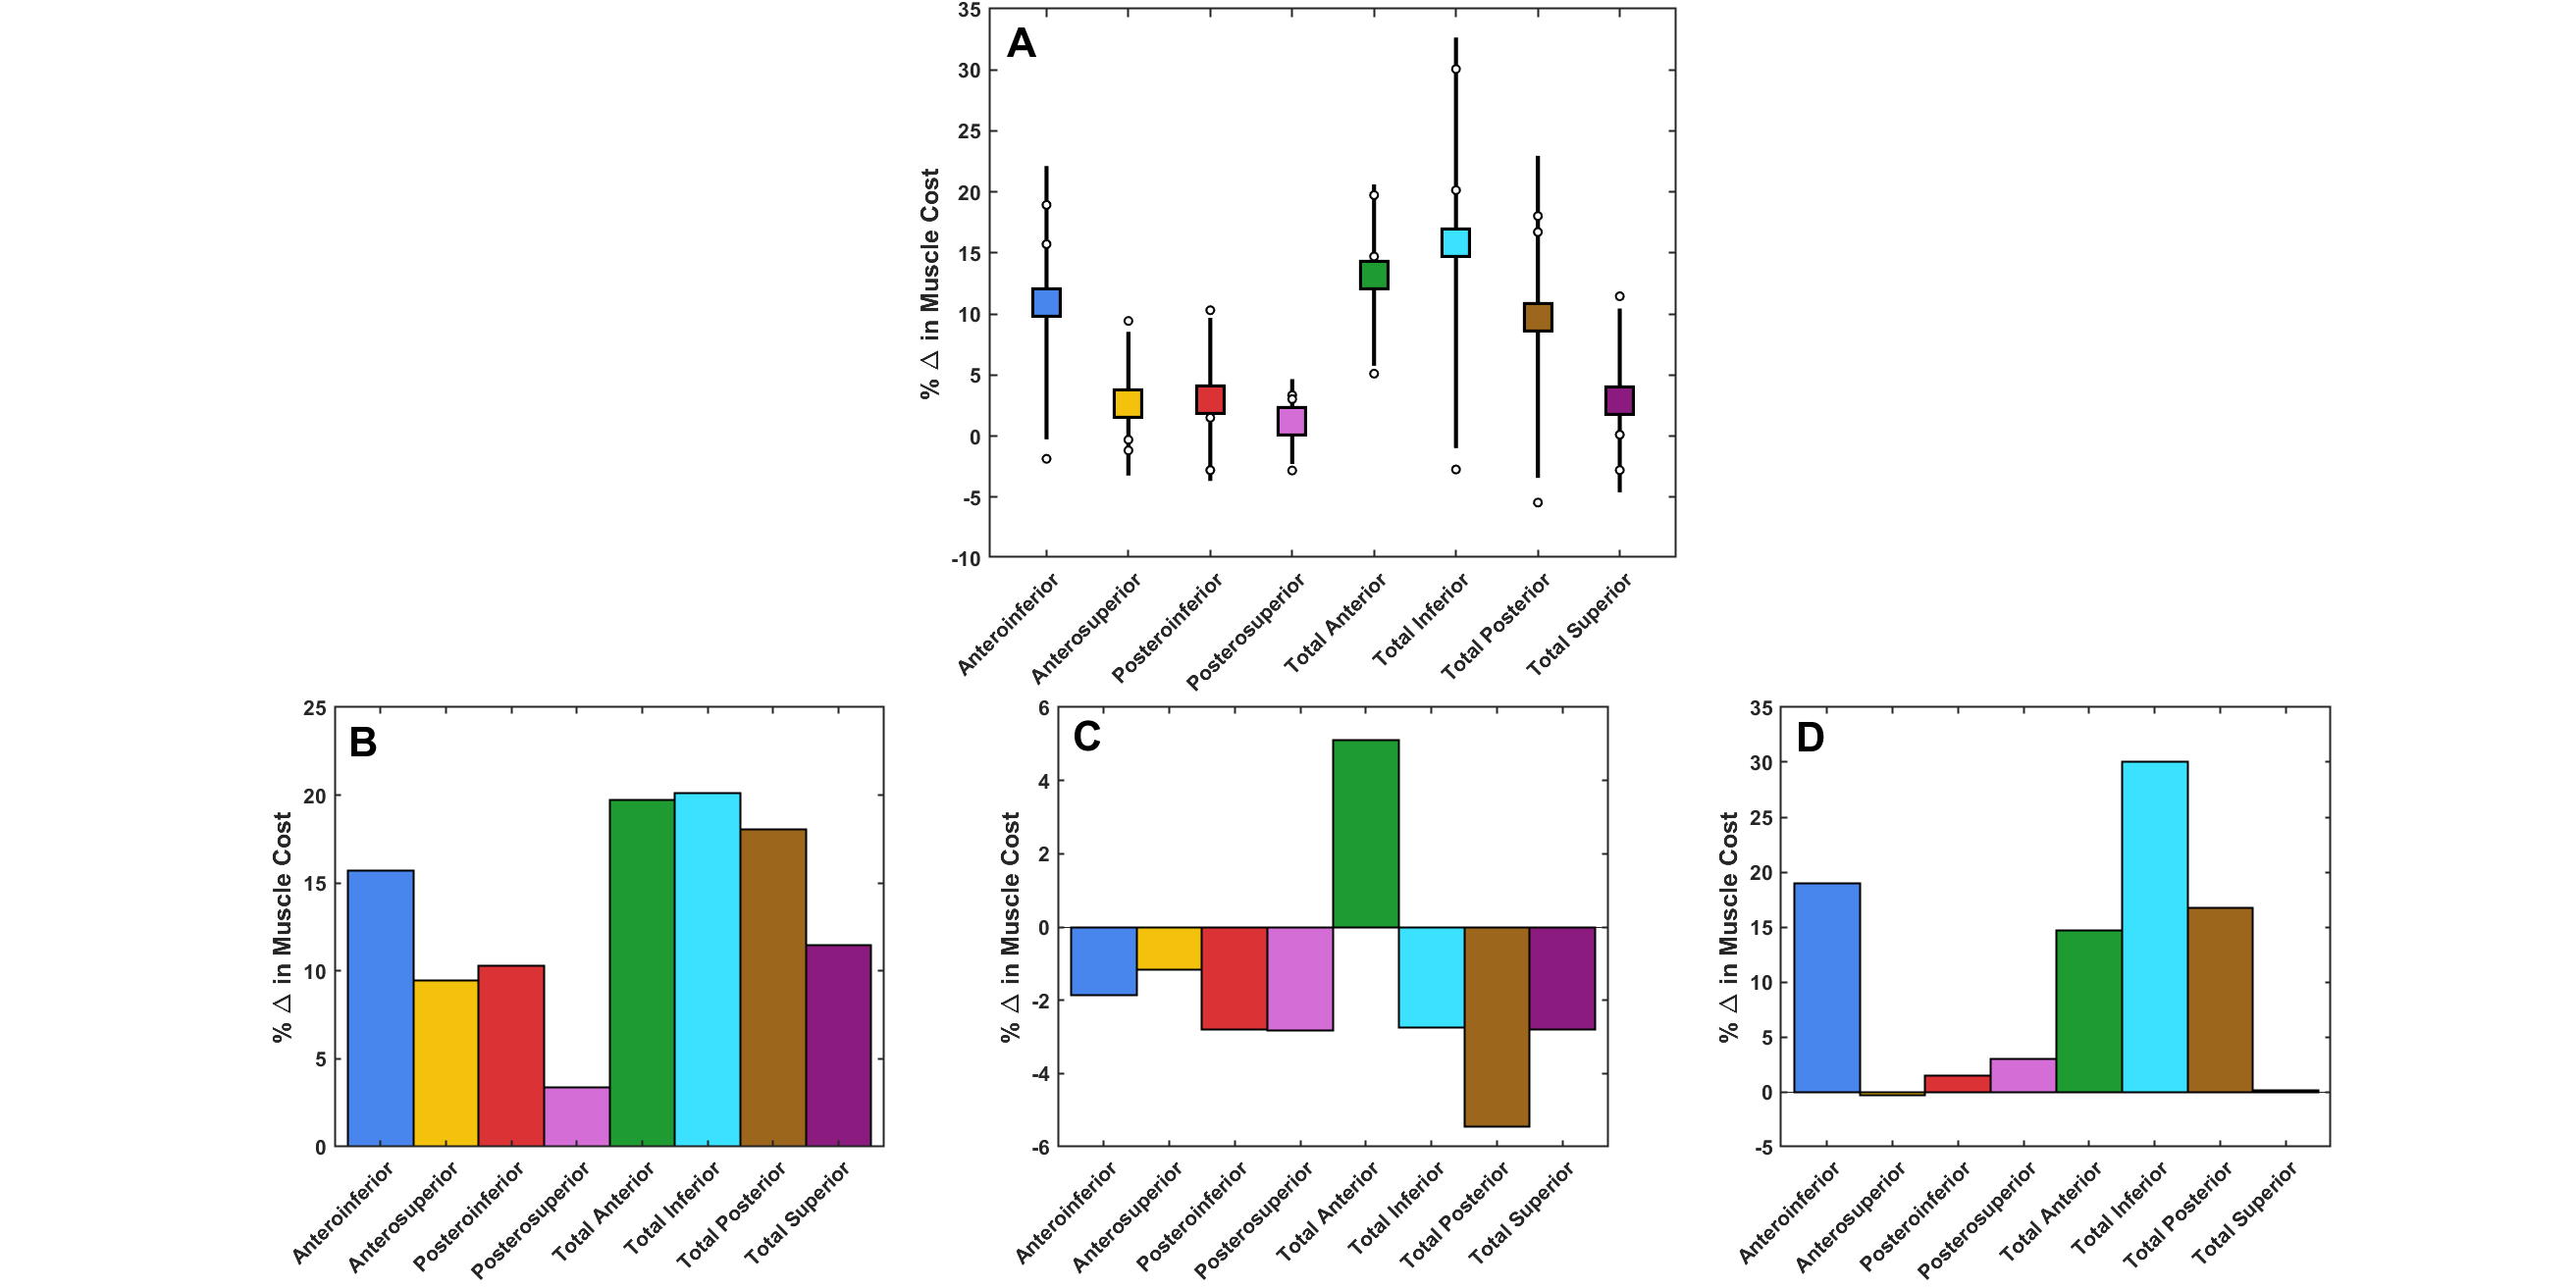 A
% △ in Muscle Cost
35
30
25
20
15
10
5
0
-5
-10
Anteroinferior
Anterosuperior
Posteroinferior
Posterosuperior
Total Anterior
Total Inferior
Total Posterior
Total Superior
B
% △ in Muscle Cost
25
20
15
10
5
0
Anteroinferior
Anterosuperior
Posteroinferior
Posterosuperior
Total Anterior
Total Inferior
Total Posterior
Total Superior
C
% △ in Muscle Cost
6
4
2
0
-2
-4
-6
Anteroinferior
Anterosuperior
Posteroinferior
Posterosuperior
Total Anterior
Total Inferior
Total Posterior
Total Superior
D
% △ in Muscle Cost
35
30
25
20
15
10
5
0
-5
Anteroinferior
Anterosuperior
Posteroinferior
Posterosuperior
Total Anterior
Total Inferior
Total Posterior
Total Superior